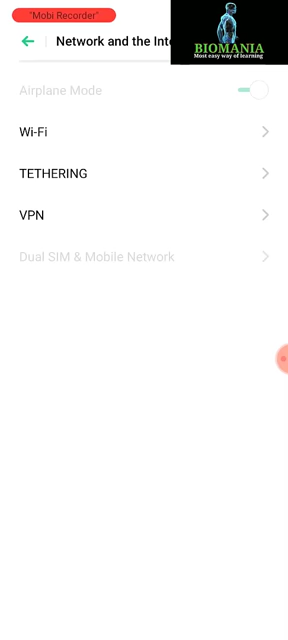 "Mobi Recorder"
Network and the Inte
BIOMANIA
Most easy way of learning
Airplane Mode
Wi-Fi
TETHERING
VPN
Dual SIM & Mobile Network